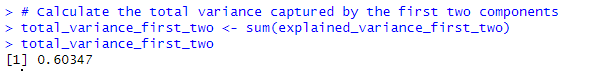 > # Calculate the total variance captured by the first two components
> total_variance_first_two <- sum(explained_variance_first_two)
> total_variance_first_two
[1] 0.60347